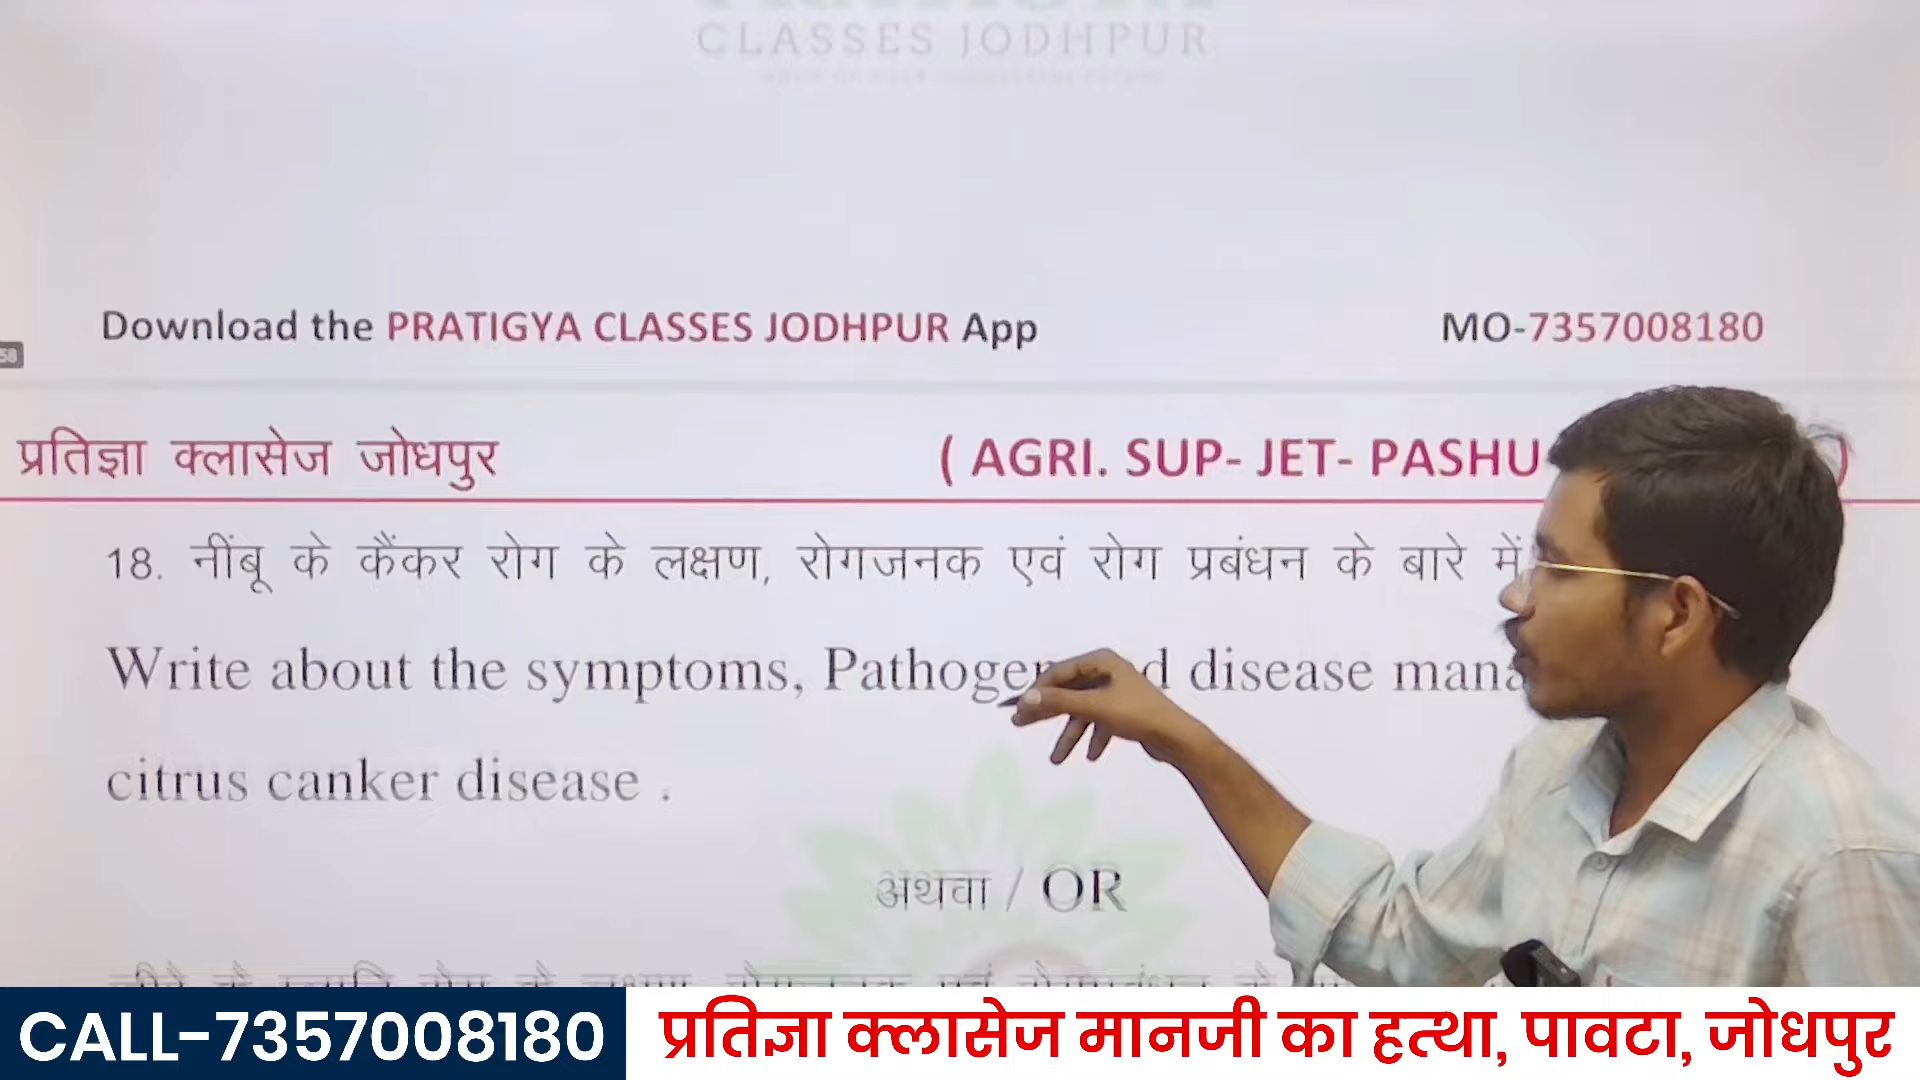 CLASSES JODHPUR
Download the PRATIGYA CLASSES JODHPUR App
MO-7357008180
58
प्रतिज्ञा क्लासेज जोधपुर
( AGRI. SUP- JET- PASHU )
18. नींबू के कैंकर रोग के लक्षण, रोगजनक एवं रोग प्रबंधन के बारे में
Write about the symptoms, disease
citrus canker disease .
अथवा / OR
CALL-7357008180
प्रतिज्ञा क्लासेज मानजी का हत्था, पावटा, जोधपुर